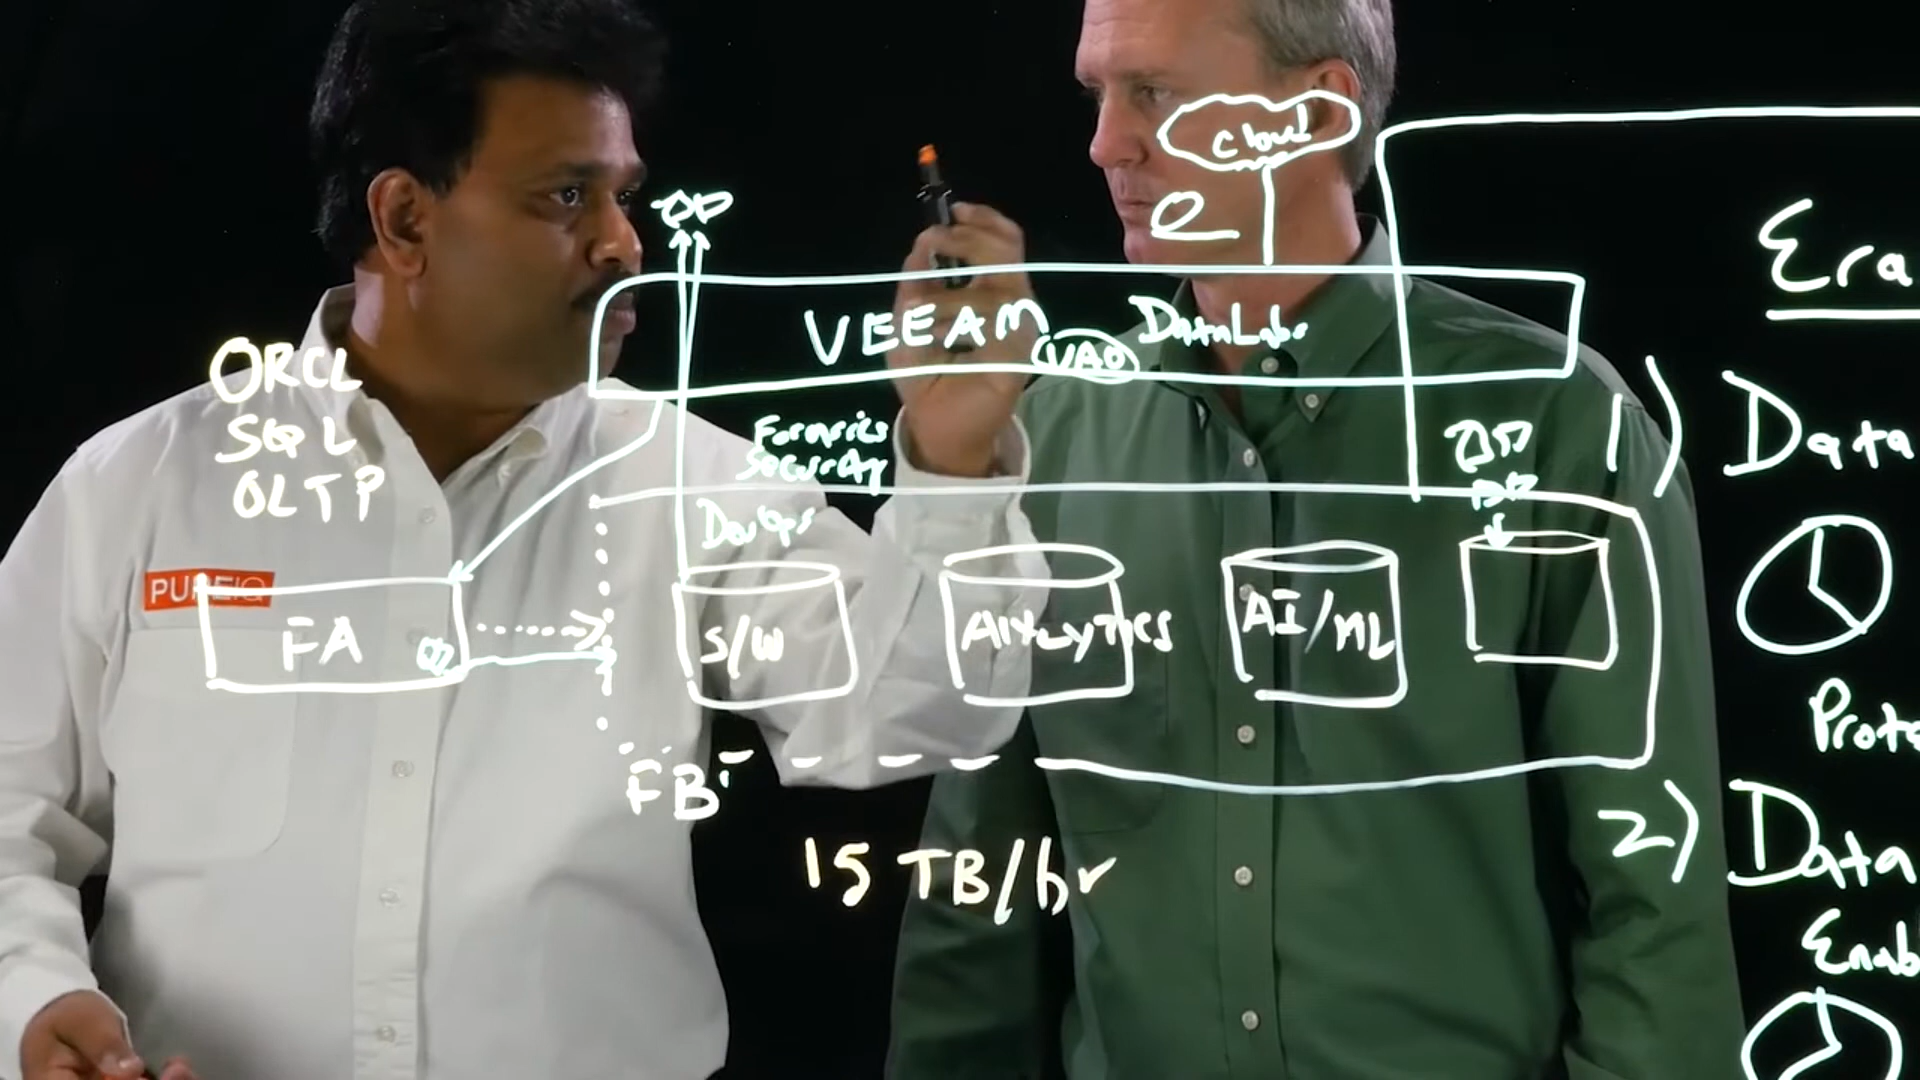 Cloud
Era
VEEAM
DataLabs
VAO
ORCL
SQL
OLTP
Forensics
Security
1) Data
DevOps
PUREIQ
FA
S/W
ANALYTICS
AI/ML
Prote
FB
2) Data
15 TB/hr
Enab